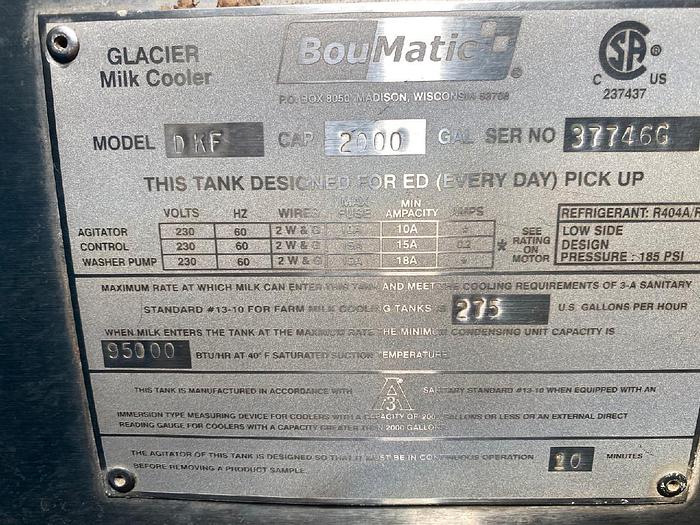 GLACIER
Milk Cooler
BouMatic®
P.O. BOX 8050 MADISON, WISCONSIN 53708
CSA®
C US
237437
MODEL DKF CAP 2000 GAL SER NO 37746G
THIS TANK DESIGNED FOR ED (EVERY DAY) PICK UP
VOLTS HZ WIRES MAX FUSE MIN AMPACITY AMPS
AGITATOR 230 60 2 W & G 10A
CONTROL 230 60 2 W & G 15A 15A 0.2
WASHER PUMP 230 60 2 W & G 18A
* SEE RATING ON MOTOR
REFRIGERANT: R404A/R
LOW SIDE
DESIGN
PRESSURE : 185 PSI
MAXIMUM RATE AT WHICH MILK CAN ENTER THIS TANK AND MEET THE COOLING REQUIREMENTS OF 3-A SANITARY
STANDARD #13-10 FOR FARM MILK COOLING TANKS IS 275 U.S. GALLONS PER HOUR
WHEN MILK ENTERS THE TANK AT THE MAXIMUM RATE THE MINIMUM CONDENSING UNIT CAPACITY IS
95000 BTU/HR AT 40° F SATURATED SUCTION TEMPERATURE
THIS TANK IS MANUFACTURED IN ACCORDANCE WITH 3A SANITARY STANDARD #13-10 WHEN EQUIPPED WITH AN
IMMERSION TYPE MEASURING DEVICE FOR COOLERS WITH A CAPACITY OF 2000 GALLONS OR LESS OR AN EXTERNAL DIRECT
READING GAUGE FOR COOLERS WITH A CAPACITY GREATER THAN 2000 GALLONS
THE AGITATOR OF THIS TANK IS DESIGNED SO THAT IT MUST BE IN CONTINUOUS OPERATION 10 MINUTES
BEFORE REMOVING A PRODUCT SAMPLE.